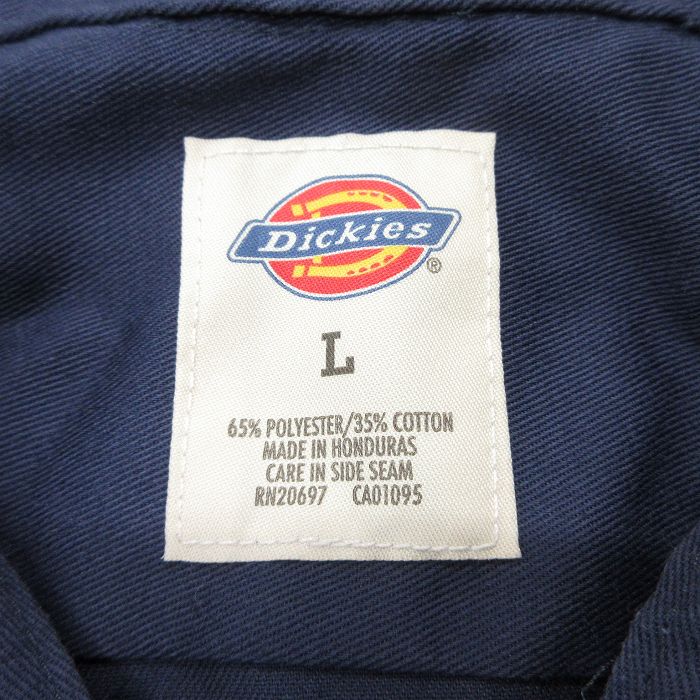 Dickies ®
L
65% POLYESTER/35% COTTON
MADE IN HONDURAS
CARE IN SIDE SEAM
RN20697 CA01095